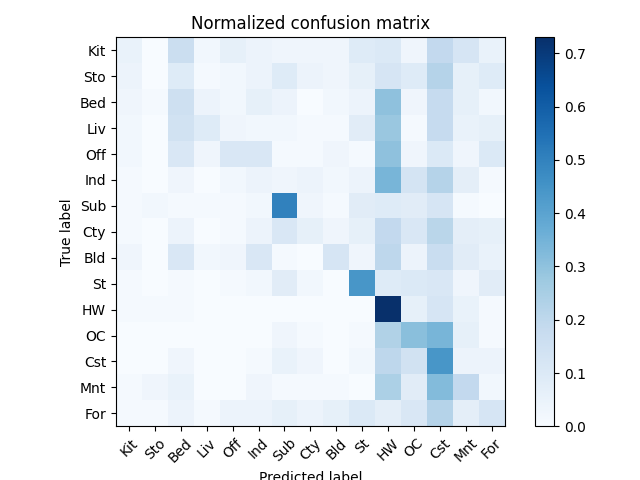 Normalized confusion matrix
True label
Kit
Sto
Bed
Liv
Off
Ind
Sub
Cty
Bld
St
HW
OC
Cst
Mnt
For
Kit Sto Bed Liv Off Ind Sub Cty Bld St HW OC Cst Mnt For
Predicted label
0.7
0.6
0.5
0.4
0.3
0.2
0.1
0.0